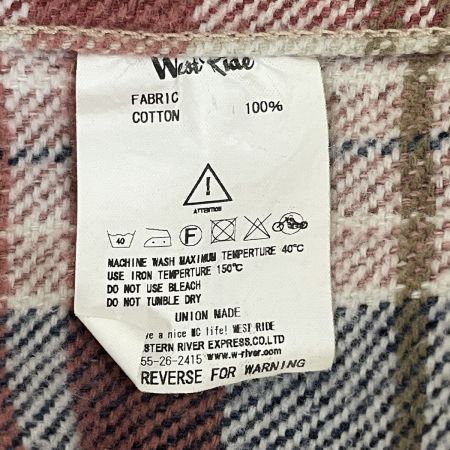 West Ride
FABRIC
COTTON 100%
ATTENTION
40 F
MACHINE WASH MAXIMUM TEMPERTURE 40℃
USE IRON TEMPERTURE 150℃
DO NOT USE BLEACH
DO NOT TUMBLE DRY
UNION MADE
ve a nice MC life! WEST RIDE
STERN RIVER EXPRESS.CO.LTD
55-26-2415 www.w-river.com
REVERSE FOR WARNING